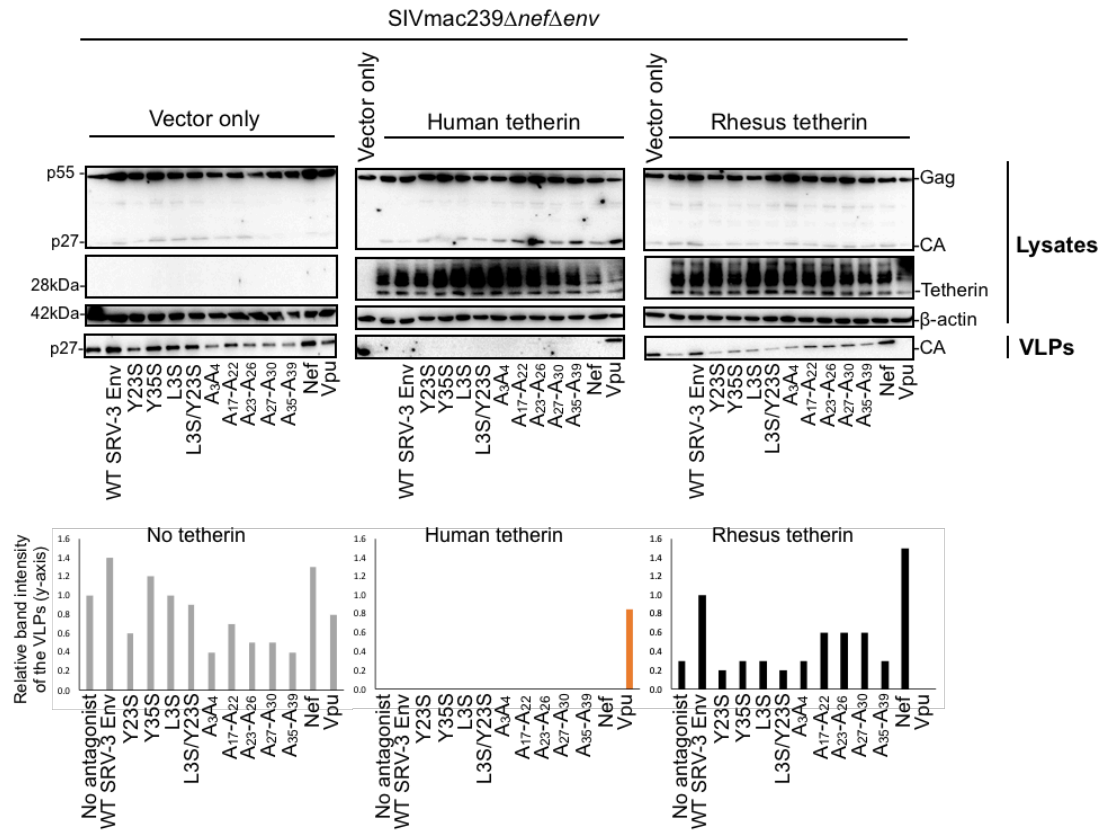 SIVmac239ΔnefΔenv
Vector only
Vector only
Human tetherin
Vector only
Rhesus tetherin
p55
p27
28kDa
42kDa
p27
Gag
CA
Tetherin
β-actin
CA
Lysates
VLPs
WT SRV-3 Env
Y23S
Y35S
L3S
L3S/Y23S
A3A4
A17-A22
A23-A26
A27-A30
A35-A39
Nef
Vpu
WT SRV-3 Env
Y23S
Y35S
L3S
L3S/Y23S
A3A4
A17-A22
A23-A26
A27-A30
A35-A39
Nef
Vpu
WT SRV-3 Env
Y23S
Y35S
L3S
L3S/Y23S
A3A4
A17-A22
A23-A26
A27-A30
A35-A39
Nef
Vpu
Relative band intensity
of the VLPs (y-axis)
No tetherin
1.6
1.4
1.2
1.0
0.8
0.6
0.4
0.2
0.0
No antagonist
WT SRV-3 Env
Y23S
Y35S
L3S
L3S/Y23S
A3A4
A17-A22
A23-A26
A27-A30
A35-A39
Nef
Vpu
Human tetherin
1.6
1.4
1.2
1.0
0.8
0.6
0.4
0.2
0.0
No antagonist
WT SRV-3 Env
Y23S
Y35S
L3S
L3S/Y23S
A3A4
A17-A22
A23-A26
A27-A30
A35-A39
Nef
Vpu
Rhesus tetherin
1.6
1.4
1.2
1.0
0.8
0.6
0.4
0.2
0.0
No antagonist
WT SRV-3 Env
Y23S
Y35S
L3S
L3S/Y23S
A3A4
A17-A22
A23-A26
A27-A30
A35-A39
Nef
Vpu